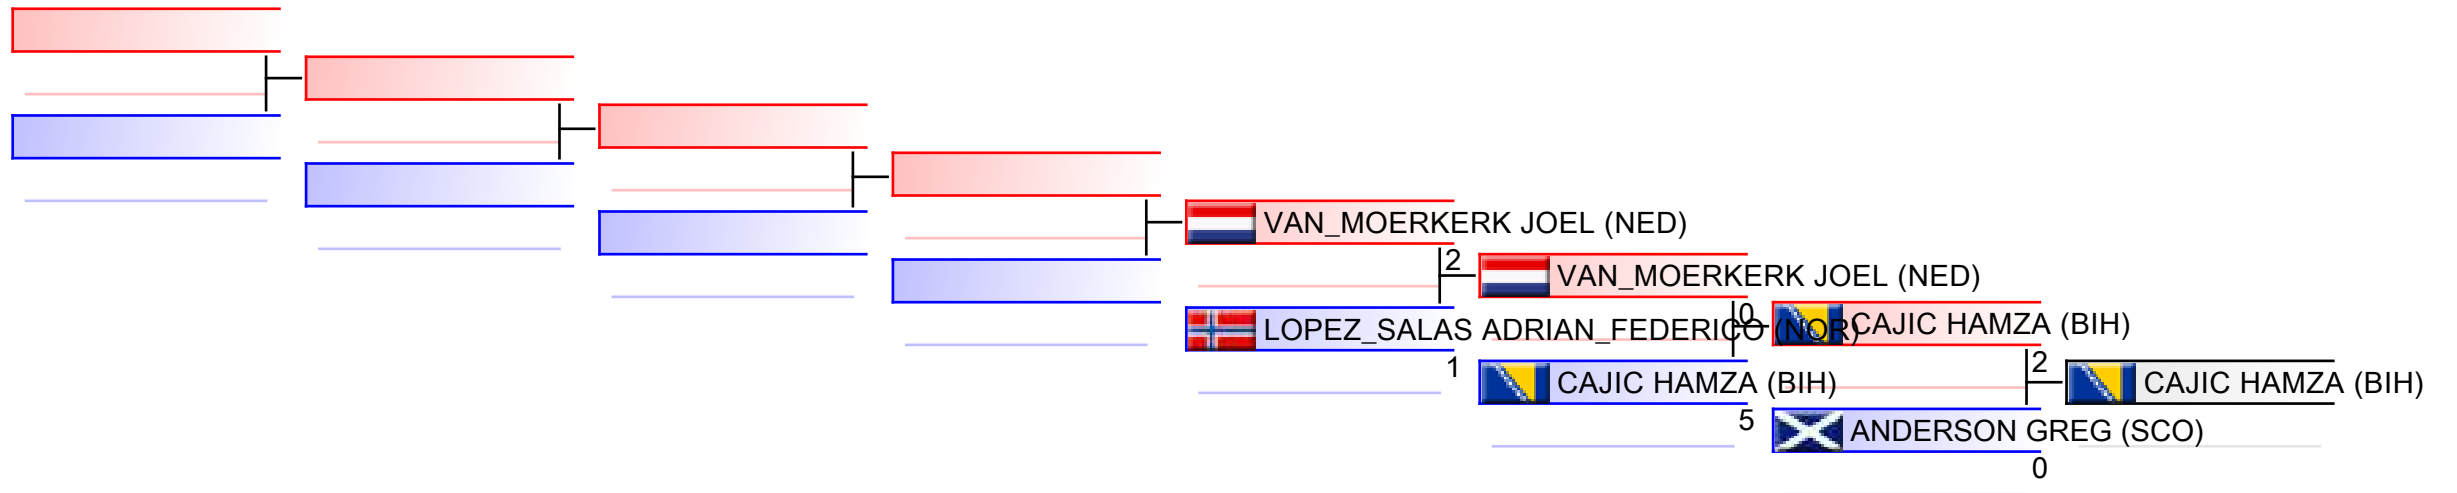 VAN_MOERKERK JOEL (NED)
2
LOPEZ_SALAS ADRIAN_FEDERICO (NOR)
1
VAN_MOERKERK JOEL (NED)
0
CAJIC HAMZA (BIH)
5
CAJIC HAMZA (BIH)
2
ANDERSON GREG (SCO)
0
CAJIC HAMZA (BIH)